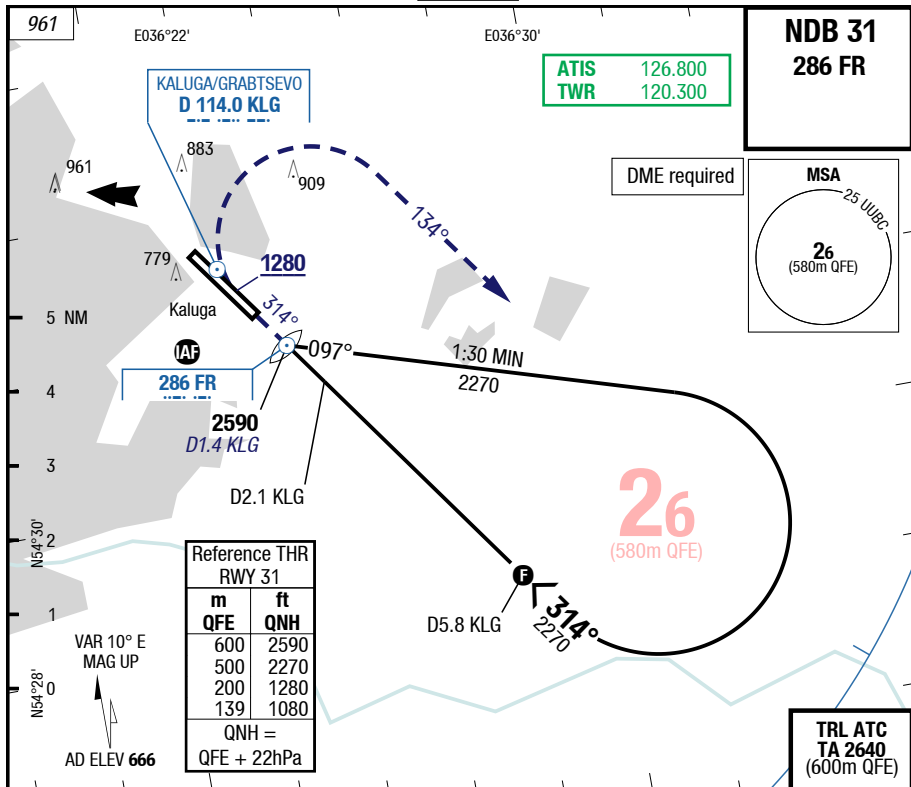 961
E036°22'
E036°30'
NDB 31
286 FR
KALUGA/GRABTSEVO
D 114.0 KLG
ATIS 126.800
TWR 120.300
DME required
MSA
25 UUBC
26
(580m QFE)
961
883
909
134°
779
1280
Kaluga
314°
5 NM
IAF
286 FR
097°
1:30 MIN
2270
4
2590
D1.4 KLG
3
D2.1 KLG
26
(580m QFE)
N54°30'
2
F
314°
2270
D5.8 KLG
1
Reference THR
RWY 31
m ft
QFE QNH
600 2590
500 2270
200 1280
139 1080
QNH =
QFE + 22hPa
VAR 10° E
MAG UP
N54°28'
0
AD ELEV 666
TRL ATC
TA 2640
(600m QFE)